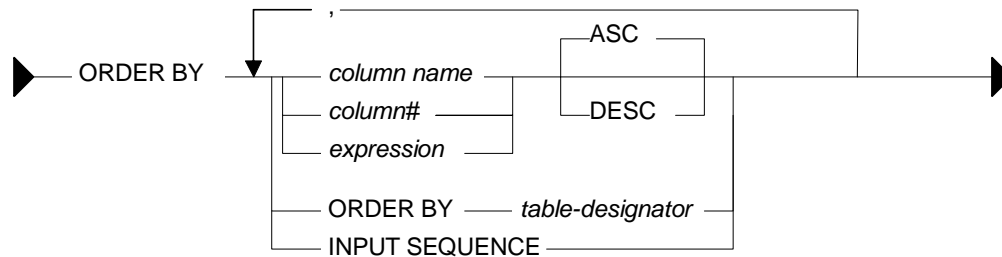 ,
ASC
ORDER BY column name
column# DESC
expression
ORDER BY table-designator
INPUT SEQUENCE